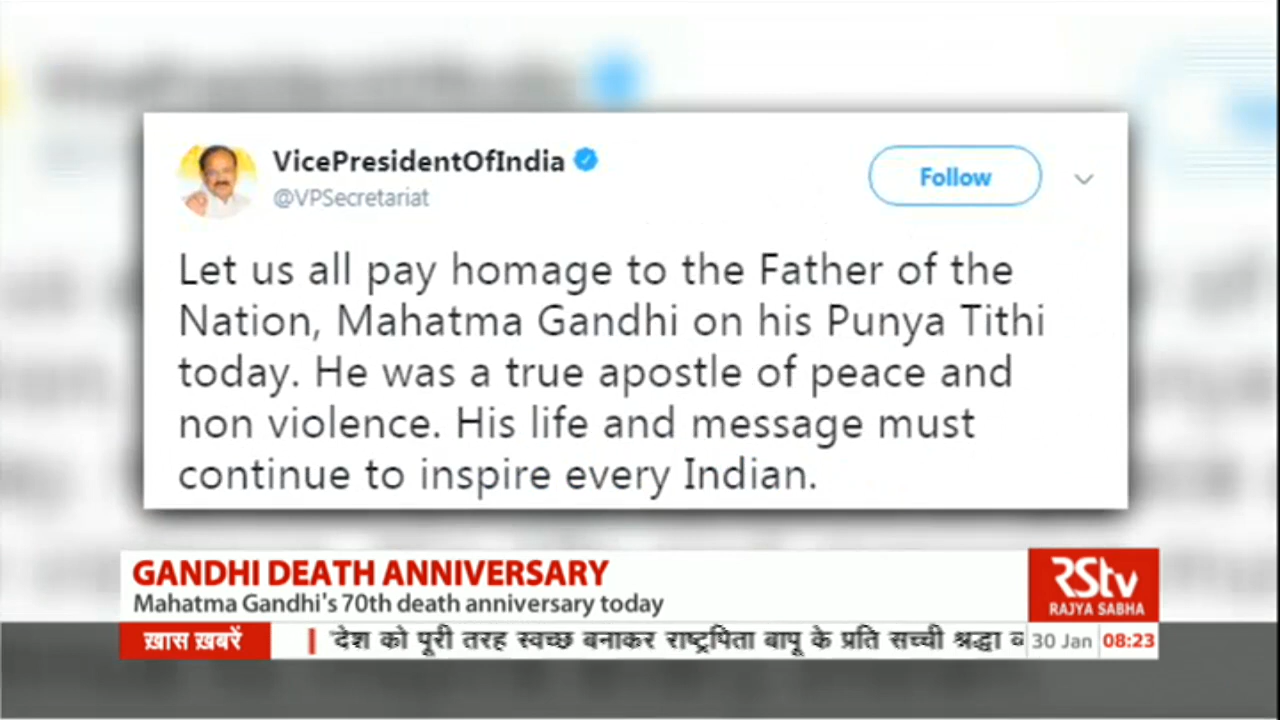 VicePresidentOfIndia
@VPSecretariat
Follow
Let us all pay homage to the Father of the
Nation, Mahatma Gandhi on his Punya Tithi
today. He was a true apostle of peace and
non violence. His life and message must
continue to inspire every Indian.
GANDHI DEATH ANNIVERSARY
Mahatma Gandhi's 70th death anniversary today
RStv
RAJYA SABHA
ख़ास ख़बरें
देश को पूरी तरह स्वच्छ बनाकर राष्ट्रपिता बापू के प्रति सच्ची श्रद्धा
30 Jan
08:23